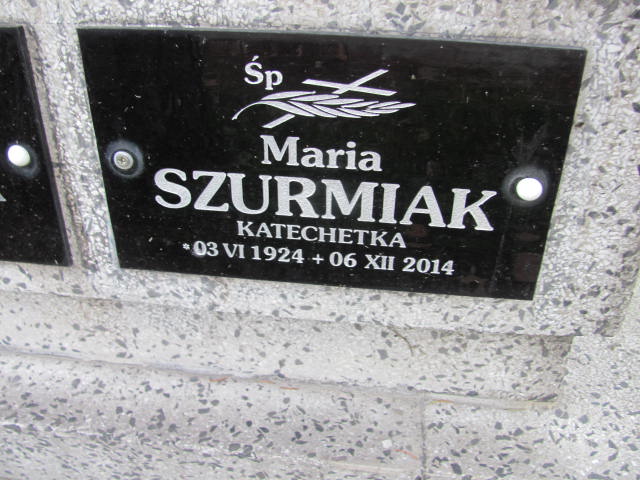 Śp
Maria
SZURMIAK
KATECHETKA
*03 VI 1924 + 06 XII 2014